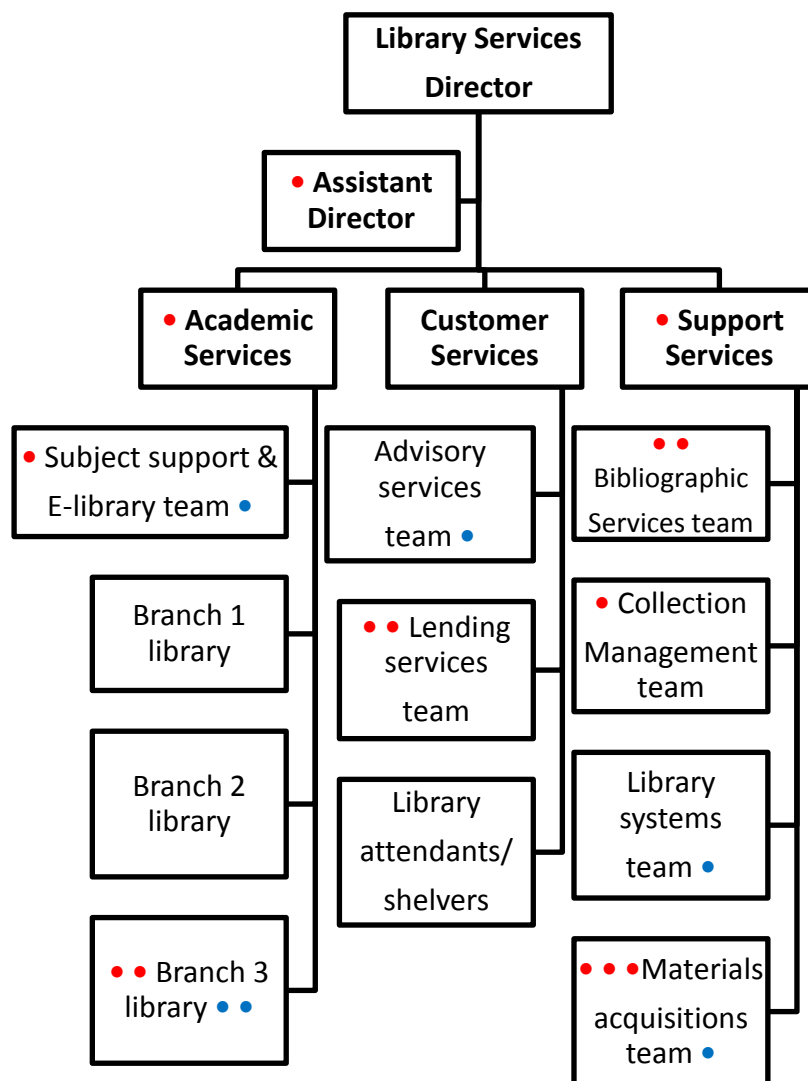 Library Services
Director
• Assistant
Director
• Academic
Services
Customer
Services
• Support
Services
• Subject support &
E-library team •
Branch 1
library
Branch 2
library
• • Branch 3
library • •
Advisory
services
team •
• • Lending
services
team
Library
attendants/
shelvers
• •
Bibliographic
Services team
• Collection
Management
team
Library
systems
team •
• • • Materials
acquisitions
team •